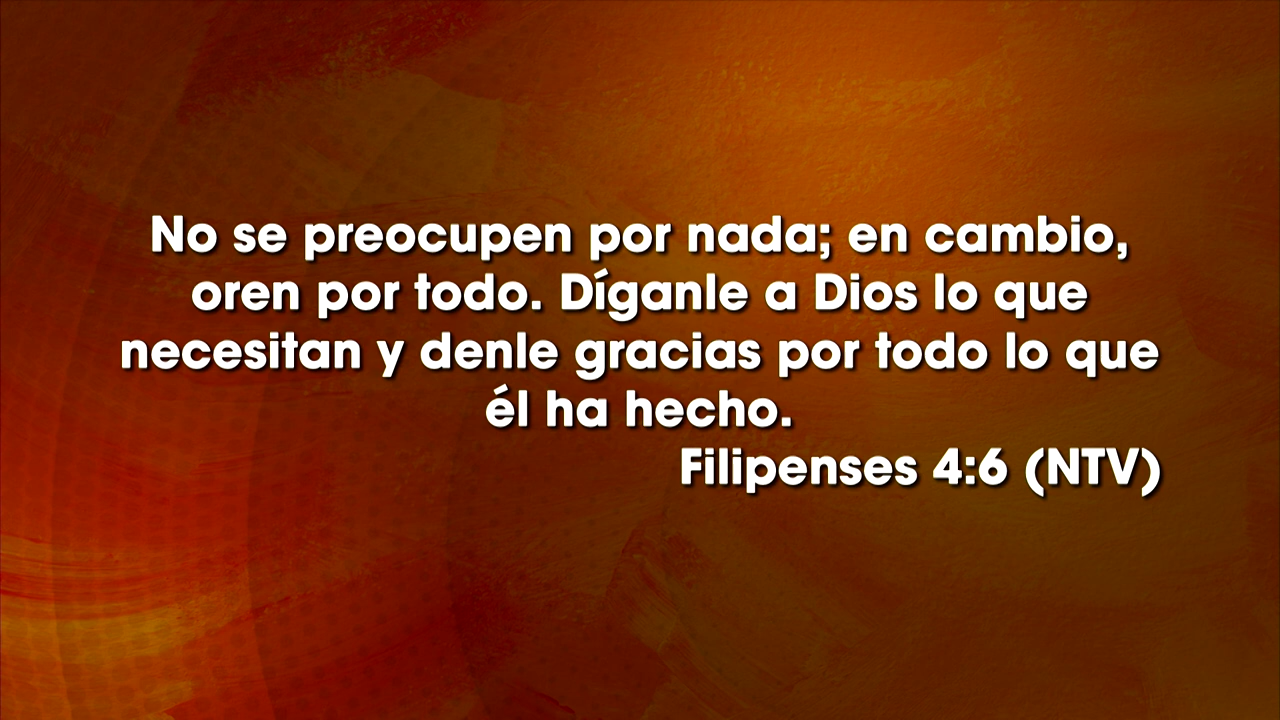 No se preocupen por nada; en cambio,
oren por todo. Díganle a Dios lo que
necesitan y denle gracias por todo lo que
él ha hecho.
Filipenses 4:6 (NTV)